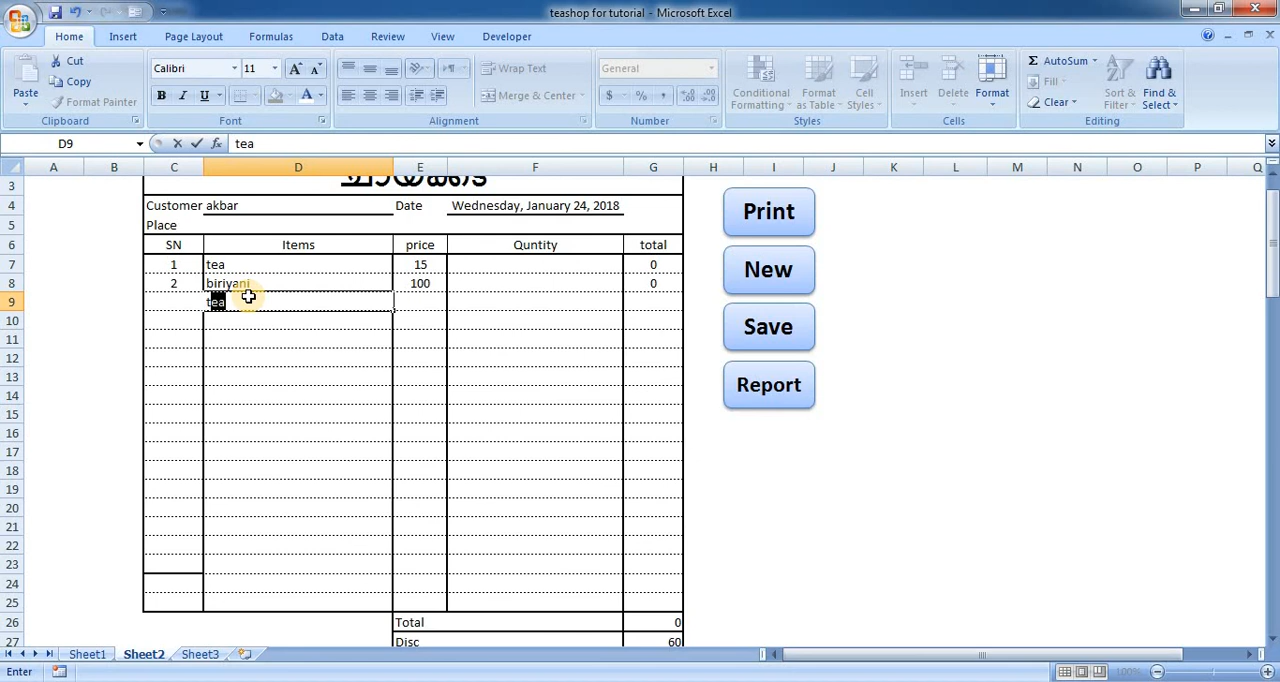 teashop for tutorial - Microsoft Excel
Home Insert Page Layout Formulas Data Review View Developer
Paste Cut Copy Format Painter Clipboard
Calibri 11 A A B I U A Font
Wrap Text Merge & Center Alignment
General $ % , Number
Conditional Formatting Format as Table Cell Styles Styles
Insert Delete Format Cells
Σ AutoSum Fill Clear Sort & Filter Find & Select Editing
D9 fx tea
A B C D E F G H I J K L M N O P Q
3
4 Customer akbar Date Wednesday, January 24, 2018
5 Place
6 SN Items price Quntity total
7 1 tea 15 0
8 2 biriyani 100 0
9 tea
10
11
12
13
14
15
16
17
18
19
20
21
22
23
24
25
26 Total 0
27 Disc 60
Print
New
Save
Report
Sheet1 Sheet2 Sheet3
Enter 100%